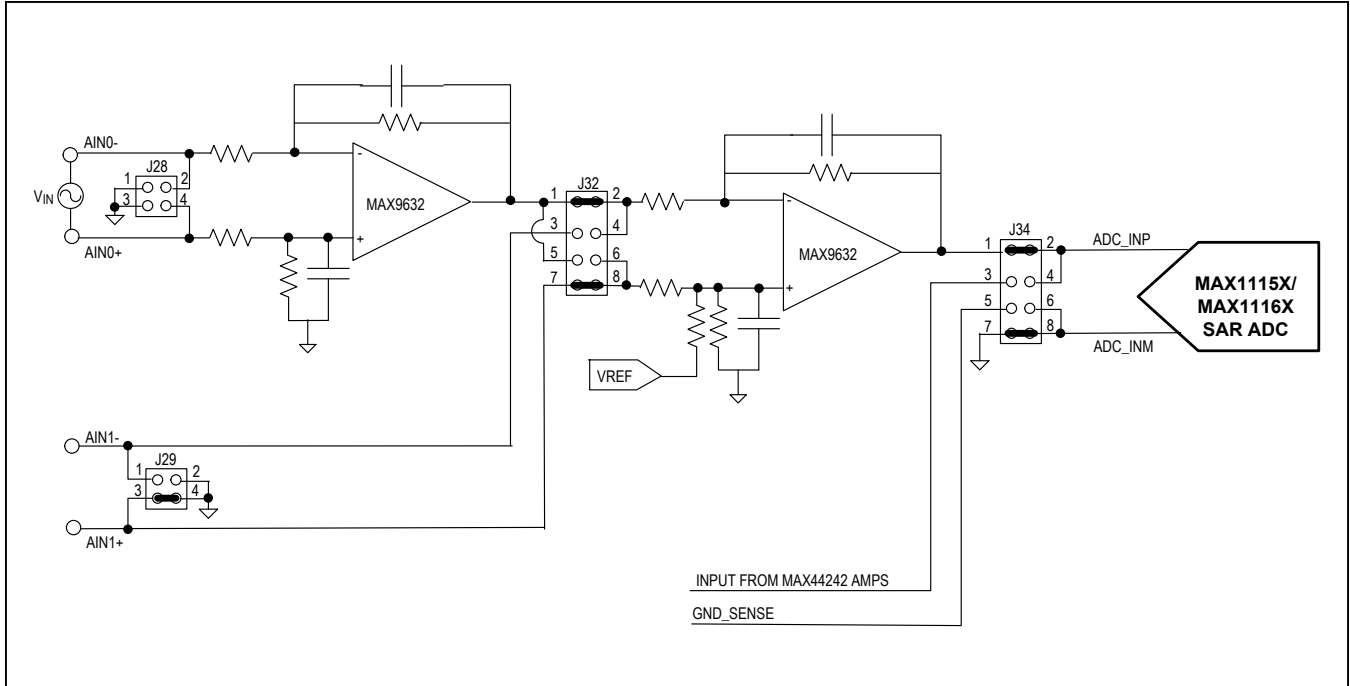 AIN0-
J28
1 2
3 4
VIN
AIN0+
-
MAX9632
+
J32
1 2
3 4
5 6
7 8
-
MAX9632
+
VREF
J34
1 2
3 4
5 6
7 8
ADC_INP
ADC_INM
MAX1115X/
MAX1116X
SAR ADC
AIN1-
J29
1 2
3 4
AIN1+
INPUT FROM MAX44242 AMPS
GND_SENSE